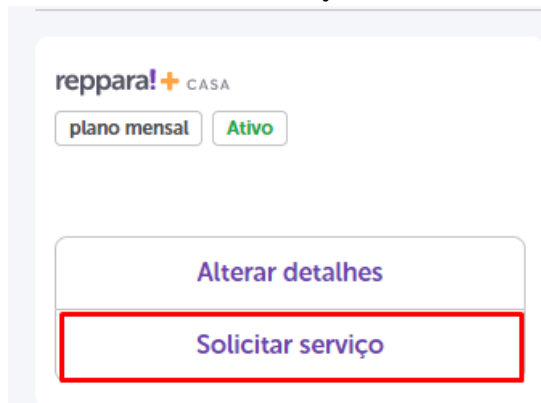 reppara!+ CASA
plano mensal Ativo
Alterar detalhes
Solicitar serviço